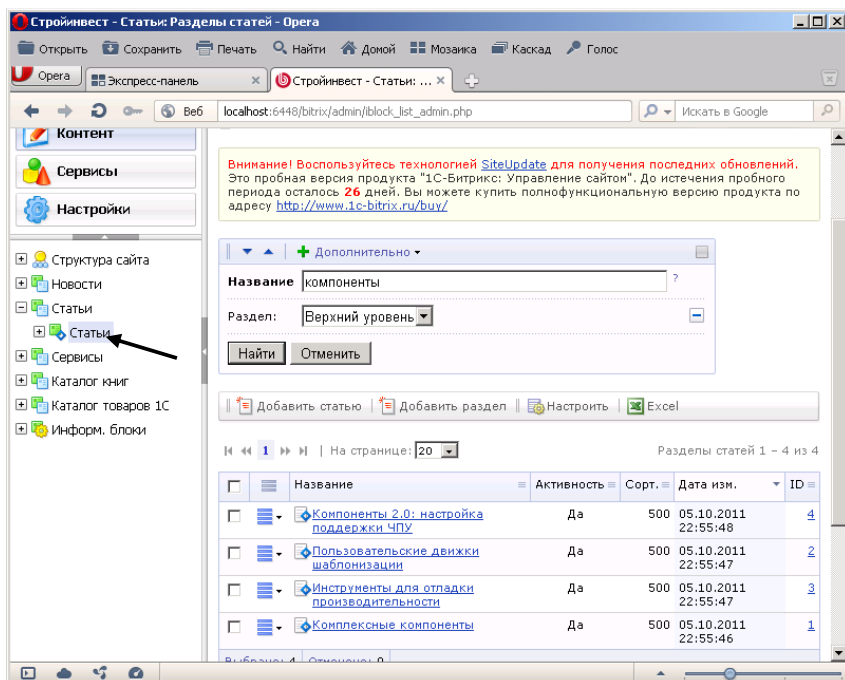 Стройинвест - Статьи: Разделы статей - Opera
Открыть Сохранить Печать Найти Домой Мозаика Каскад Голос
Opera Экспресс-панель Стройинвест - Статьи: ...
Веб localhost:6448/bitrix/admin/iblock_list_admin.php Искать в Google
Контент
Сервисы
Настройки
Структура сайта
Новости
Статьи
Статьи
Сервисы
Каталог книг
Каталог товаров 1С
Информ. блоки
Внимание! Воспользуйтесь технологией SiteUpdate для получения последних обновлений.
Это пробная версия продукта "1С-Битрикс: Управление сайтом". До истечения пробного
периода осталось 26 дней. Вы можете купить полнофункциональную версию продукта по
адресу http://www.1c-bitrix.ru/buy/
Дополнительно
Название компоненты ?
Раздел: Верхний уровень
Найти Отменить
Добавить статью Добавить раздел Настроить Excel
1 | На странице: 20 Разделы статей 1 – 4 из 4
Название Активность Сорт. Дата изм. ID
Компоненты 2.0: настройка Да 500 05.10.2011 4
поддержки ЧПУ 22:55:48
Пользовательские движки Да 500 05.10.2011 2
шаблонизации 22:55:47
Инструменты для отладки Да 500 05.10.2011 3
производительности 22:55:47
Комплексные компоненты Да 500 05.10.2011 1
22:55:46
Выбрано: 4 Отмечено: 0